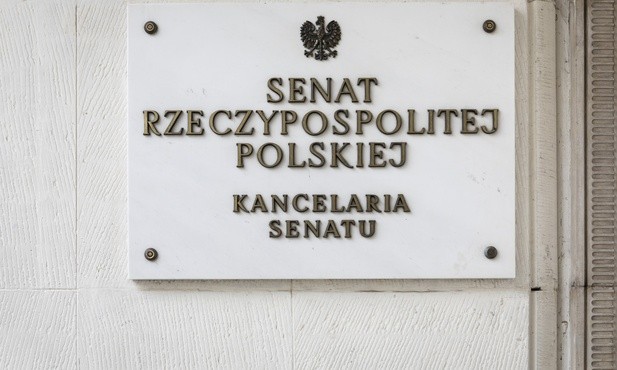 SENAT
RZECZYPOSPOLITEJ
POLSKIEJ
KANCELARIA
SENATU